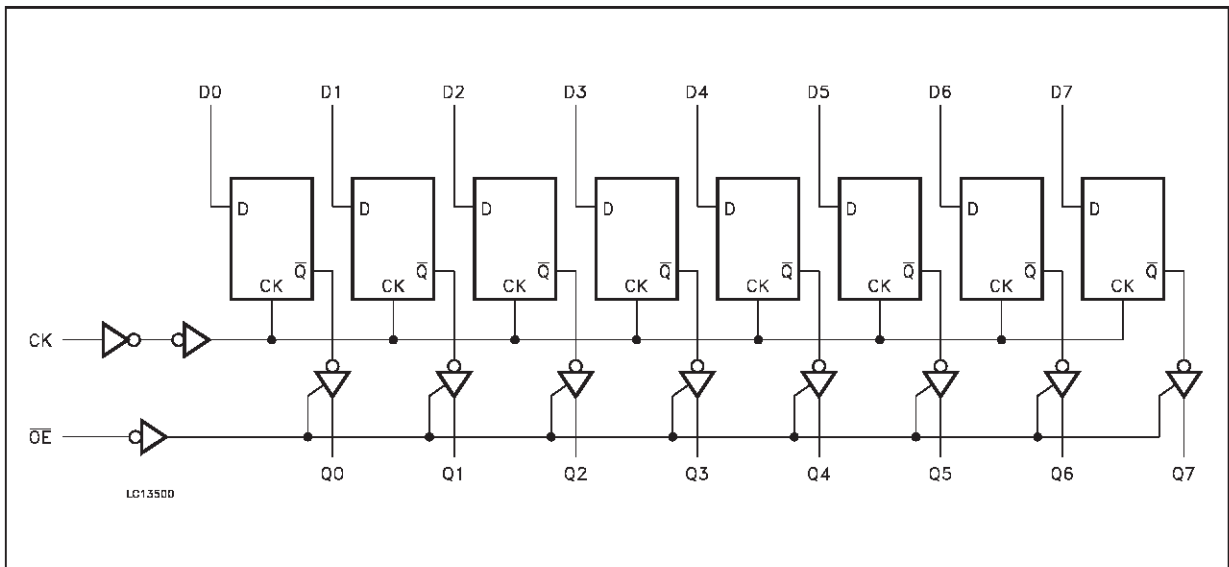 D0 D1 D2 D3 D4 D5 D6 D7
D D D D D D D D
Q̅ Q̅ Q̅ Q̅ Q̅ Q̅ Q̅ Q̅
CK CK CK CK CK CK CK CK
CK
O̅E̅
Q0 Q1 Q2 Q3 Q4 Q5 Q6 Q7
LC13500